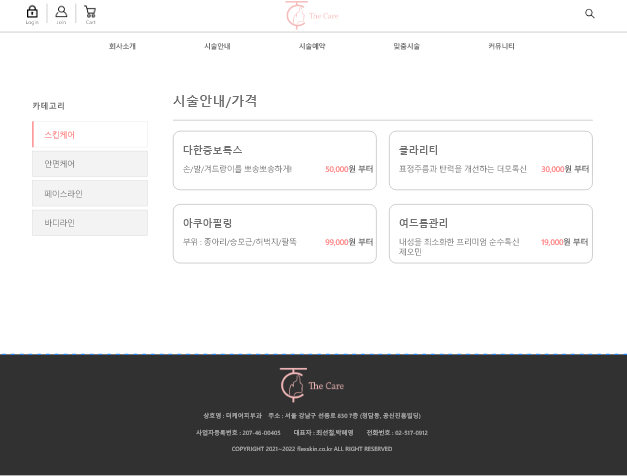 Log in
Join
Cart
The Care
회사소개
시술안내
시술예약
맞춤시술
커뮤니티
카테고리
스킨케어
안면케어
페이스라인
바디라인
시술안내/가격
다한증보톡스
손/발/겨드랑이를 뽀송뽀송하게!
50,000원 부터
클라리티
표정주름과 탄력을 개선하는 더모톡신
30,000원 부터
아쿠아필링
부위 : 종아리/승모근/허벅지/팔뚝
99,000원 부터
여드름관리
내성을 최소화한 프리미엄 순수톡신
제오민
19,000원 부터
The Care
상호명 : 더케어피부과 주소 : 서울 강남구 선릉로 830 7층 (청담동, 공신진흥빌딩)
사업자등록번호 : 207-46-00405 대표자 : 최선철,박혜영 전화번호 : 02-517-0912
COPYRIGHT 2021~2022 flexskin.co.kr ALL RIGHT RESERVED